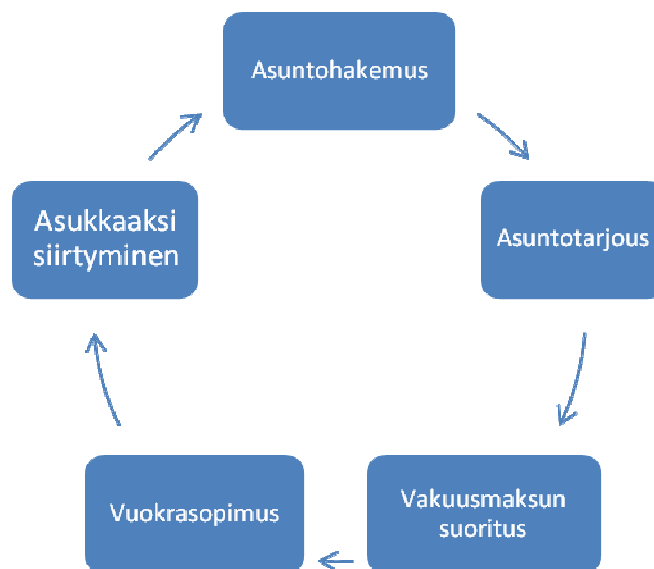 Asuntohakemus
Asuntotarjous
Vakuusmaksun
suoritus
Vuokrasopimus
Asukkaaksi
siirtyminen